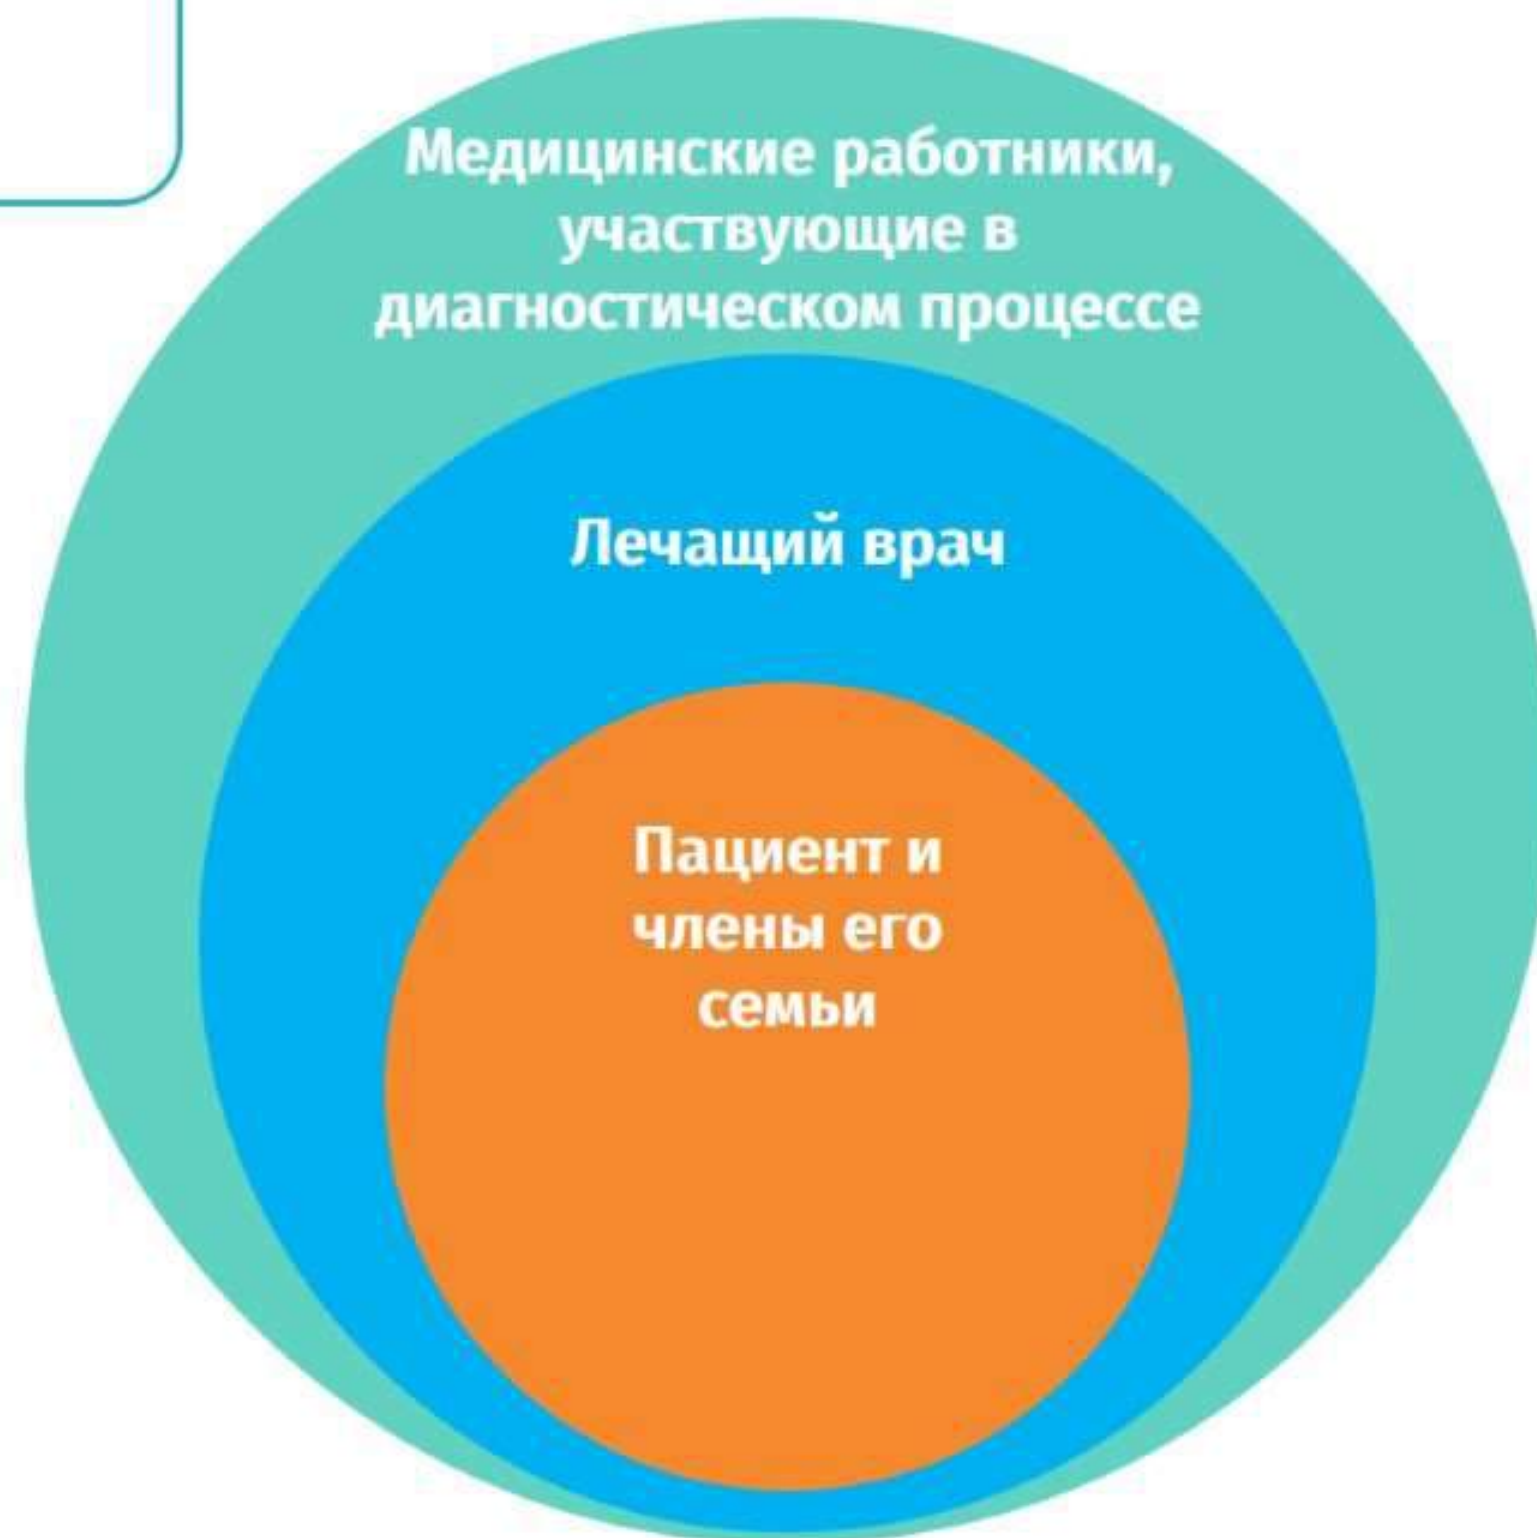 Медицинские работники,
участвующие в
диагностическом процессе
Лечащий врач
Пациент и
члены его
семьи